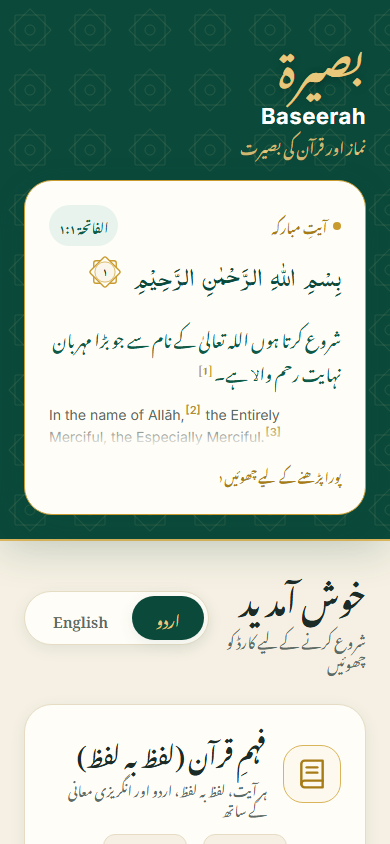 بصیرۃ
Baseerah
نماز اور قرآن کی بصیرت
آیتِ مبارکہ
الفاتحة ١:١
بِسْمِ اللهِ الرَّحْمٰنِ الرَّحِيْمِ ١
شروع کرتا ہوں اللہ تعالیٰ کے نام سے جو بڑا مہربان
نہایت رحم والا ہے۔[1]
In the name of Allāh,[2] the Entirely
Merciful, the Especially Merciful.[3]
پورا پڑھنے کے لیے چھوئیں ‹
خوش آمدید
شروع کرنے کے لیے کارڈ کو
چھوئیں
اردو
English
فہمِ قرآن (لفظ بہ لفظ)
ہر آیت، لفظ بہ لفظ، اردو اور انگریزی معانی
کے ساتھ